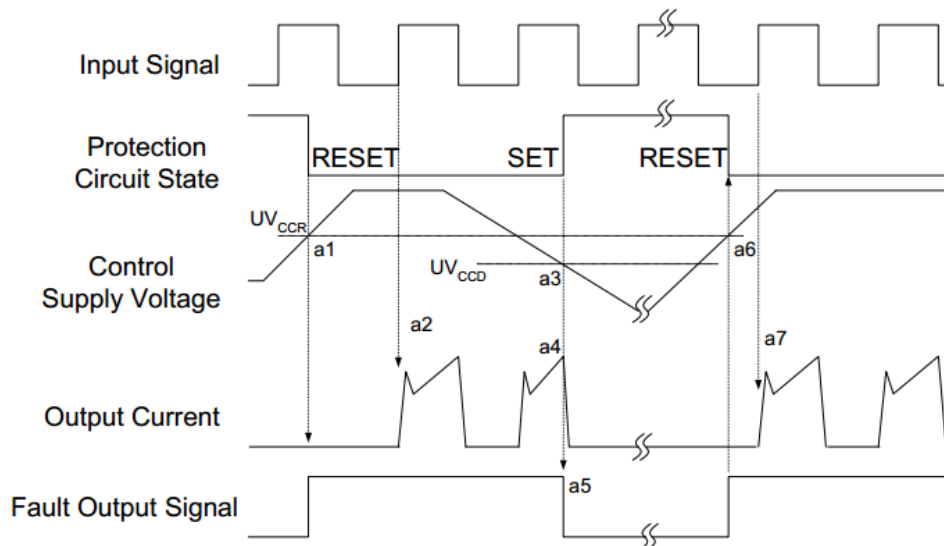 Input Signal
Protection
Circuit State
RESET
SET
RESET
UVCCR
a1
Control
Supply Voltage
UVCCD
a3
a6
a2
a4
a7
Output Current
a5
Fault Output Signal